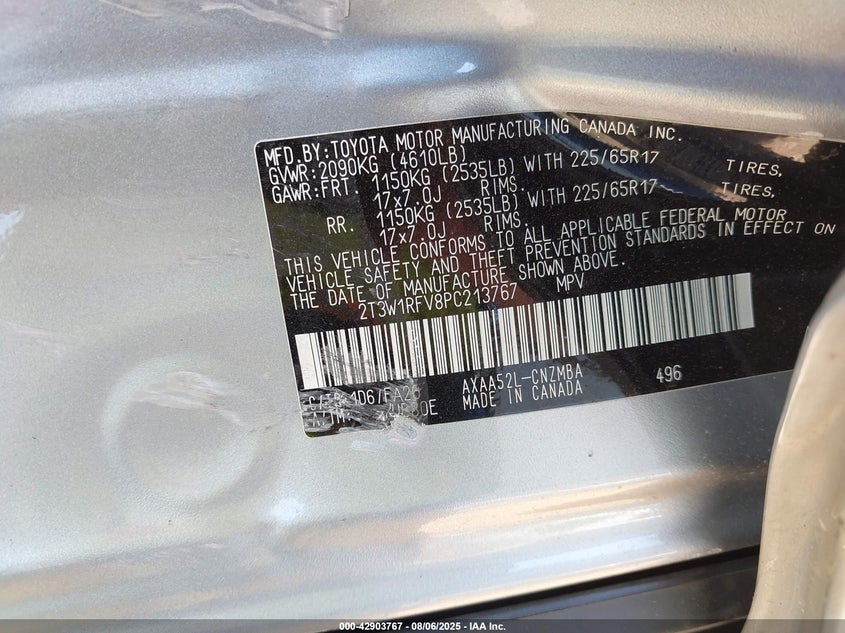 MFD.BY:TOYOTA MOTOR MANUFACTURING CANADA INC.
GVWR:2090KG (4610LB)
GAWR:FRT. 1150KG (2535LB) WITH 225/65R17 TIRES,
17x7.0J RIMS.
RR. 1150KG (2535LB) WITH 225/65R17 TIRES,
17x7.0J RIMS.
THIS VEHICLE CONFORMS TO ALL APPLICABLE FEDERAL MOTOR
VEHICLE SAFETY AND THEFT PREVENTION STANDARDS IN EFFECT ON
THE DATE OF MANUFACTURE SHOWN ABOVE.
2T3W1RFV8PC213767 MPV
AXAA52L-CNZMBA 496
MADE IN CANADA
000-42903767 - 08/06/2025 - IAA Inc.